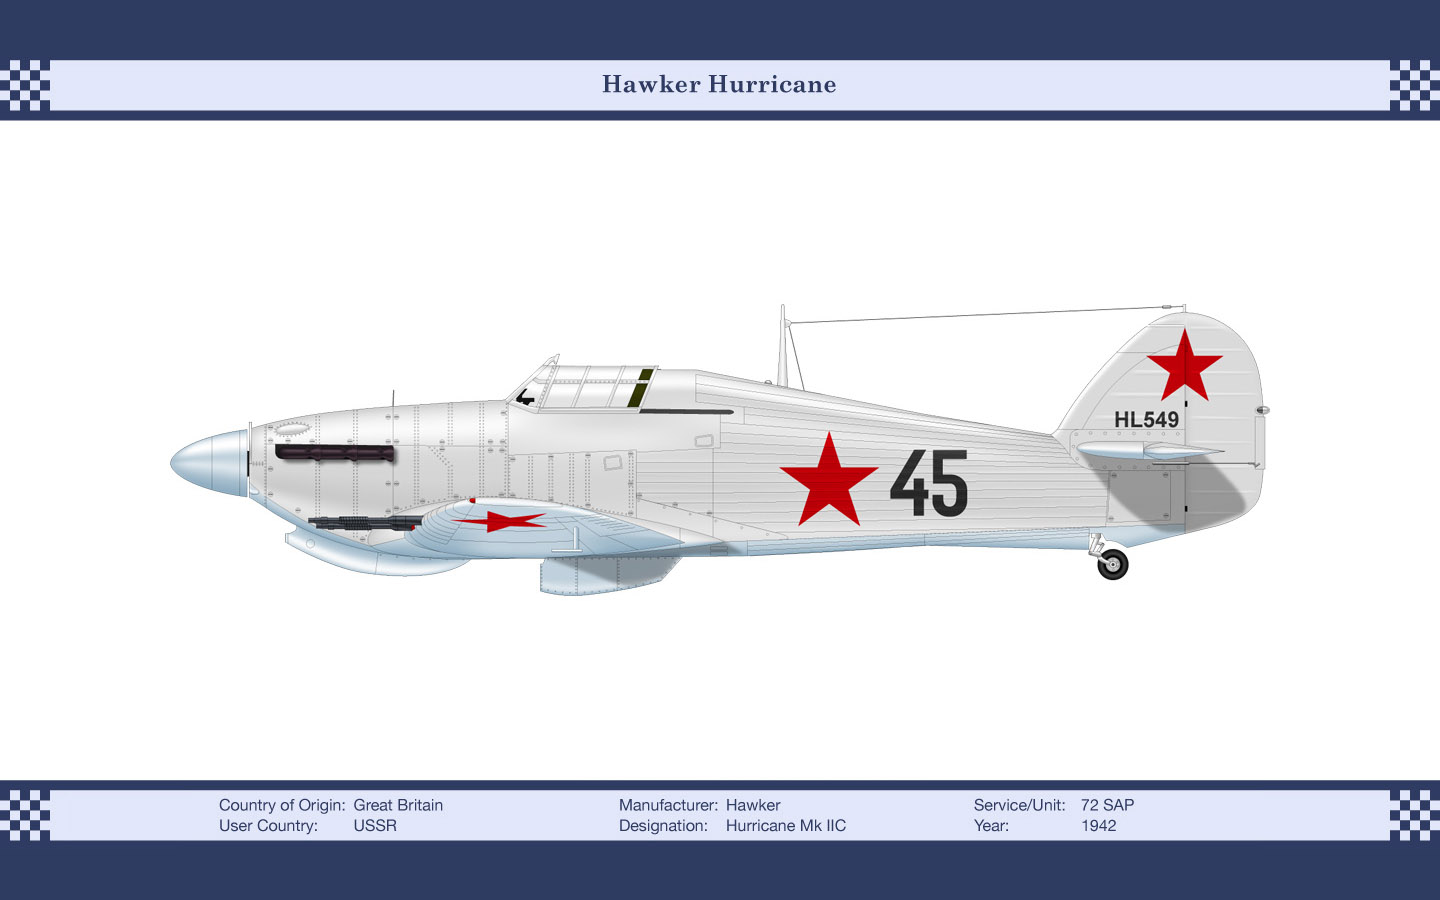 Hawker Hurricane
HL549
45
Country of Origin: Great Britain
User Country: USSR
Manufacturer: Hawker
Designation: Hurricane Mk IIC
Service/Unit: 72 SAP
Year: 1942